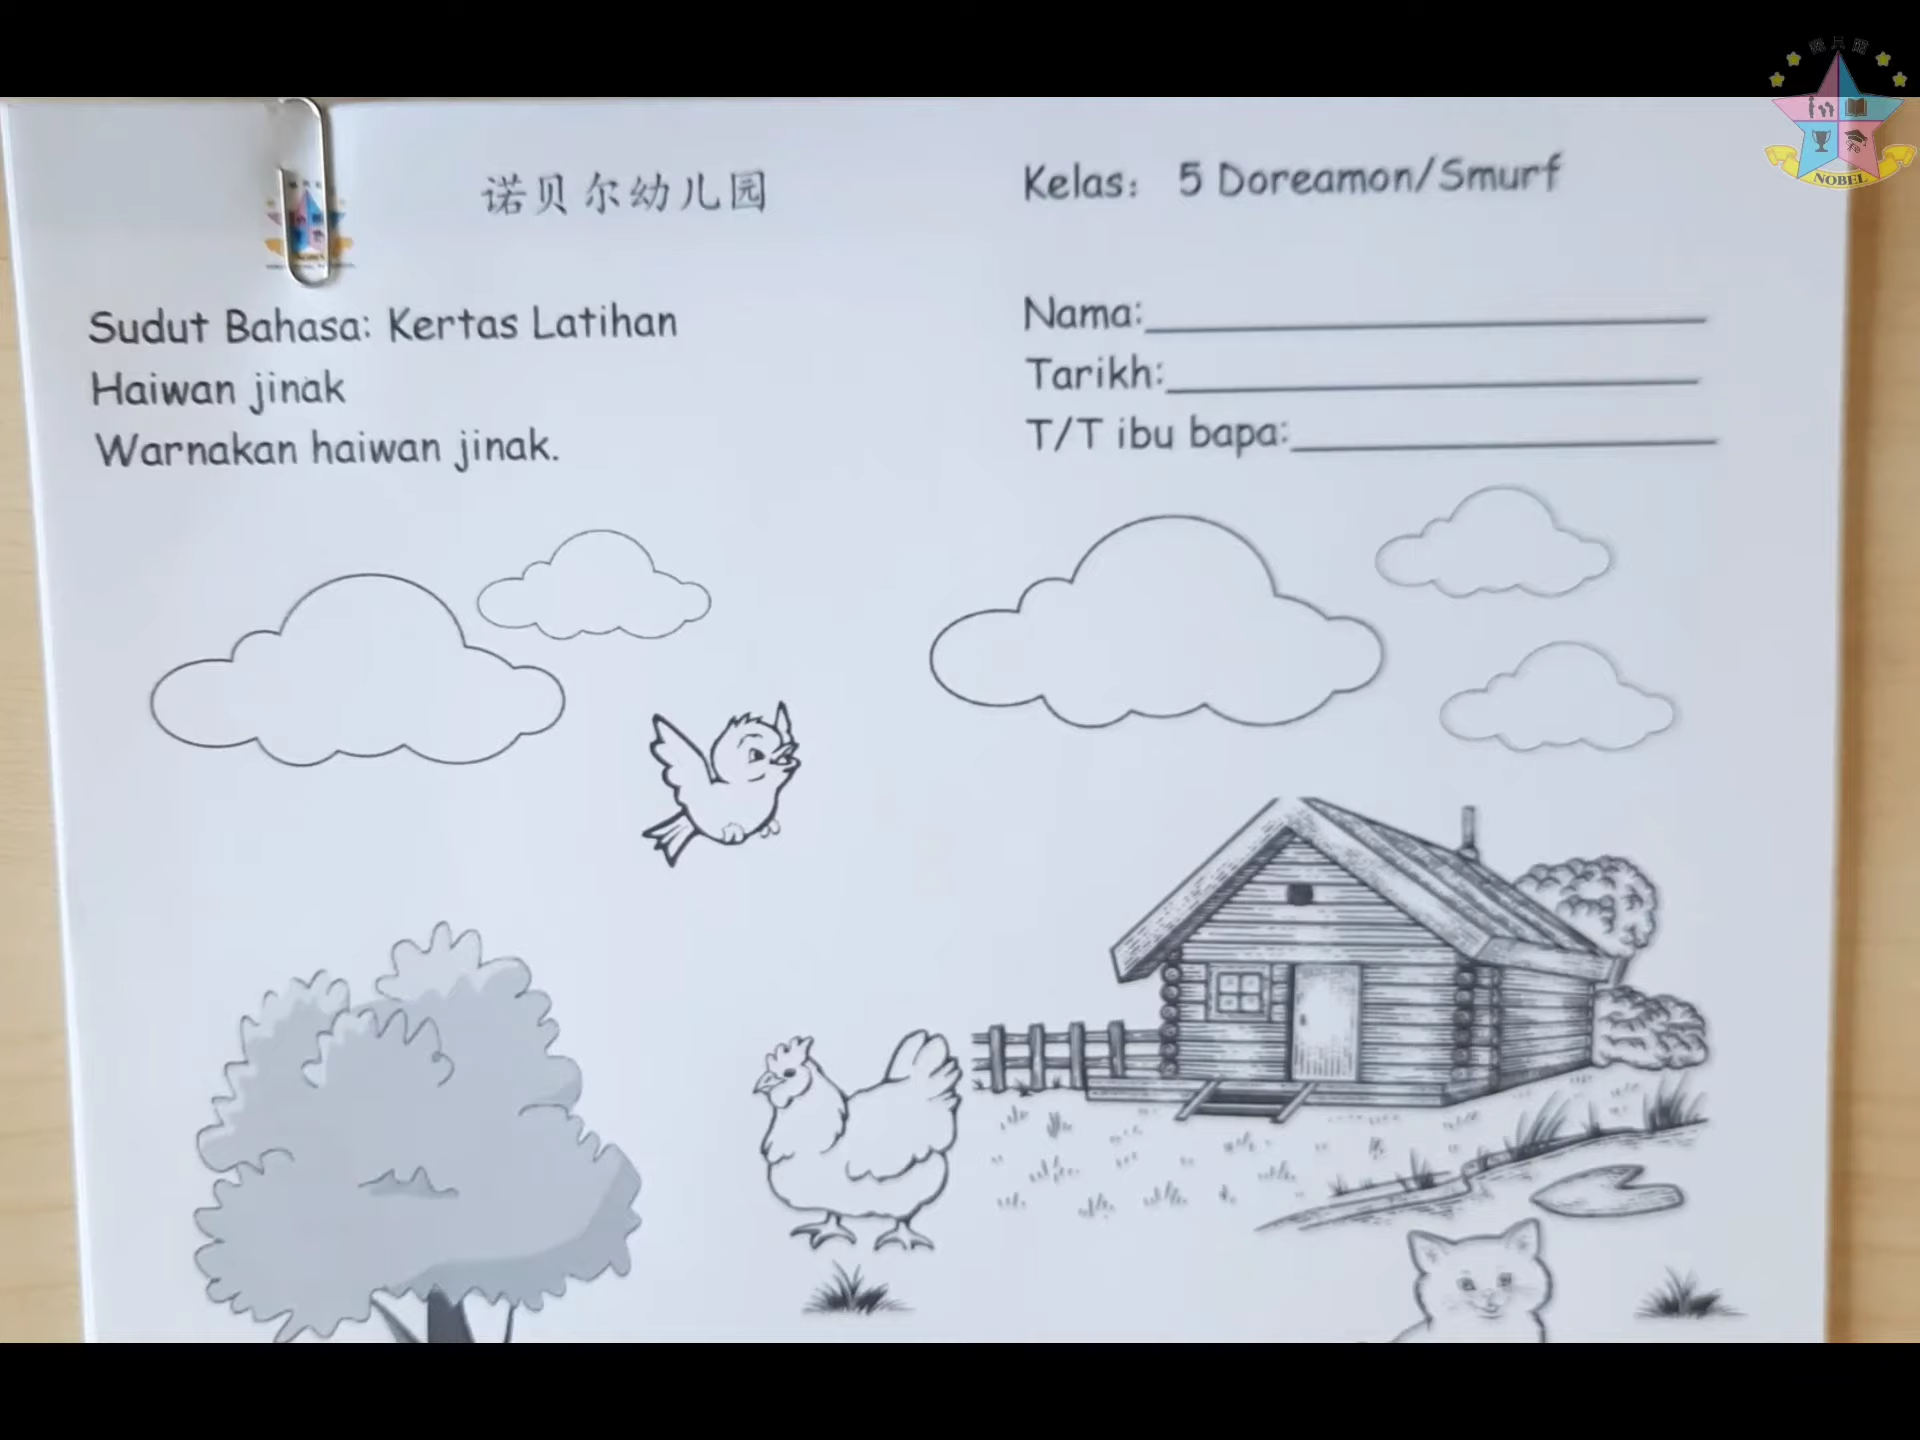 诺贝尔幼儿园
Kelas: 5 Doreamon/Smurf
Sudut Bahasa: Kertas Latihan
Haiwan jinak
Warnakan haiwan jinak.
Nama:
Tarikh:
T/T ibu bapa:
NOBEL